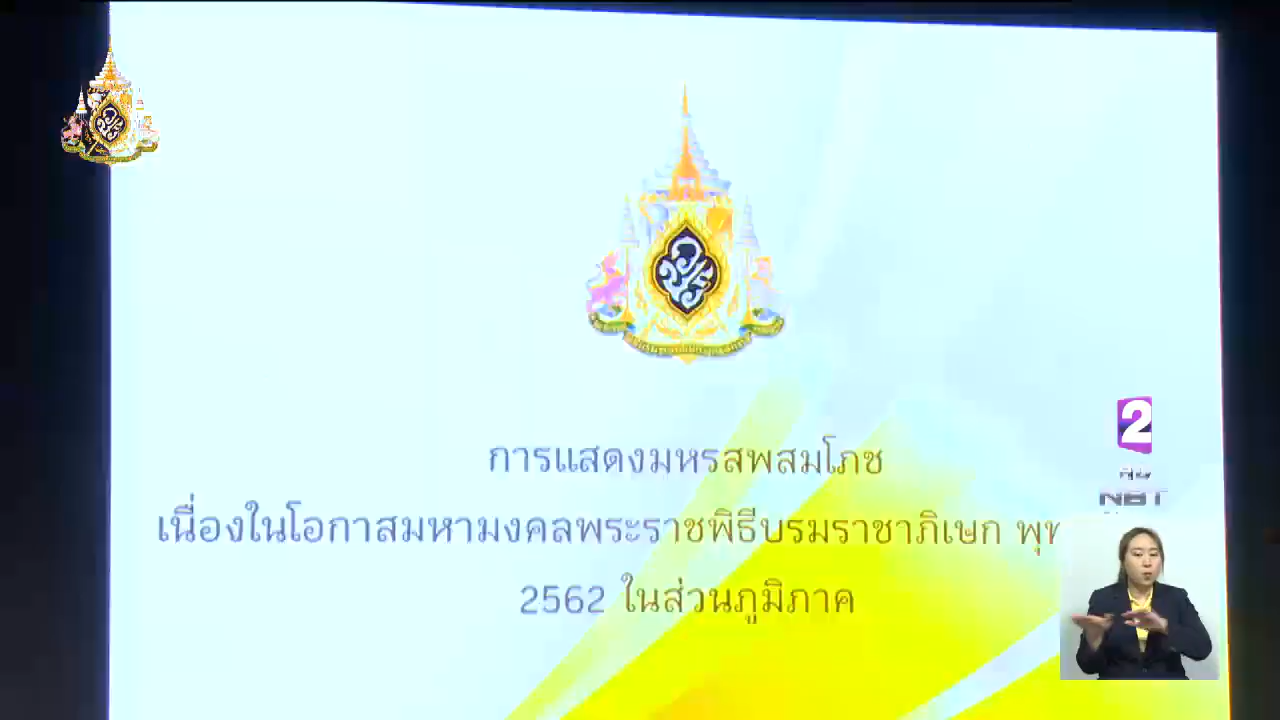 การแสดงมหรสพสมโภช
เนื่องในโอกาสมหามงคลพระราชพิธีบรมราชาภิเษก
2562 ในส่วนภูมิภาค
2
NBT